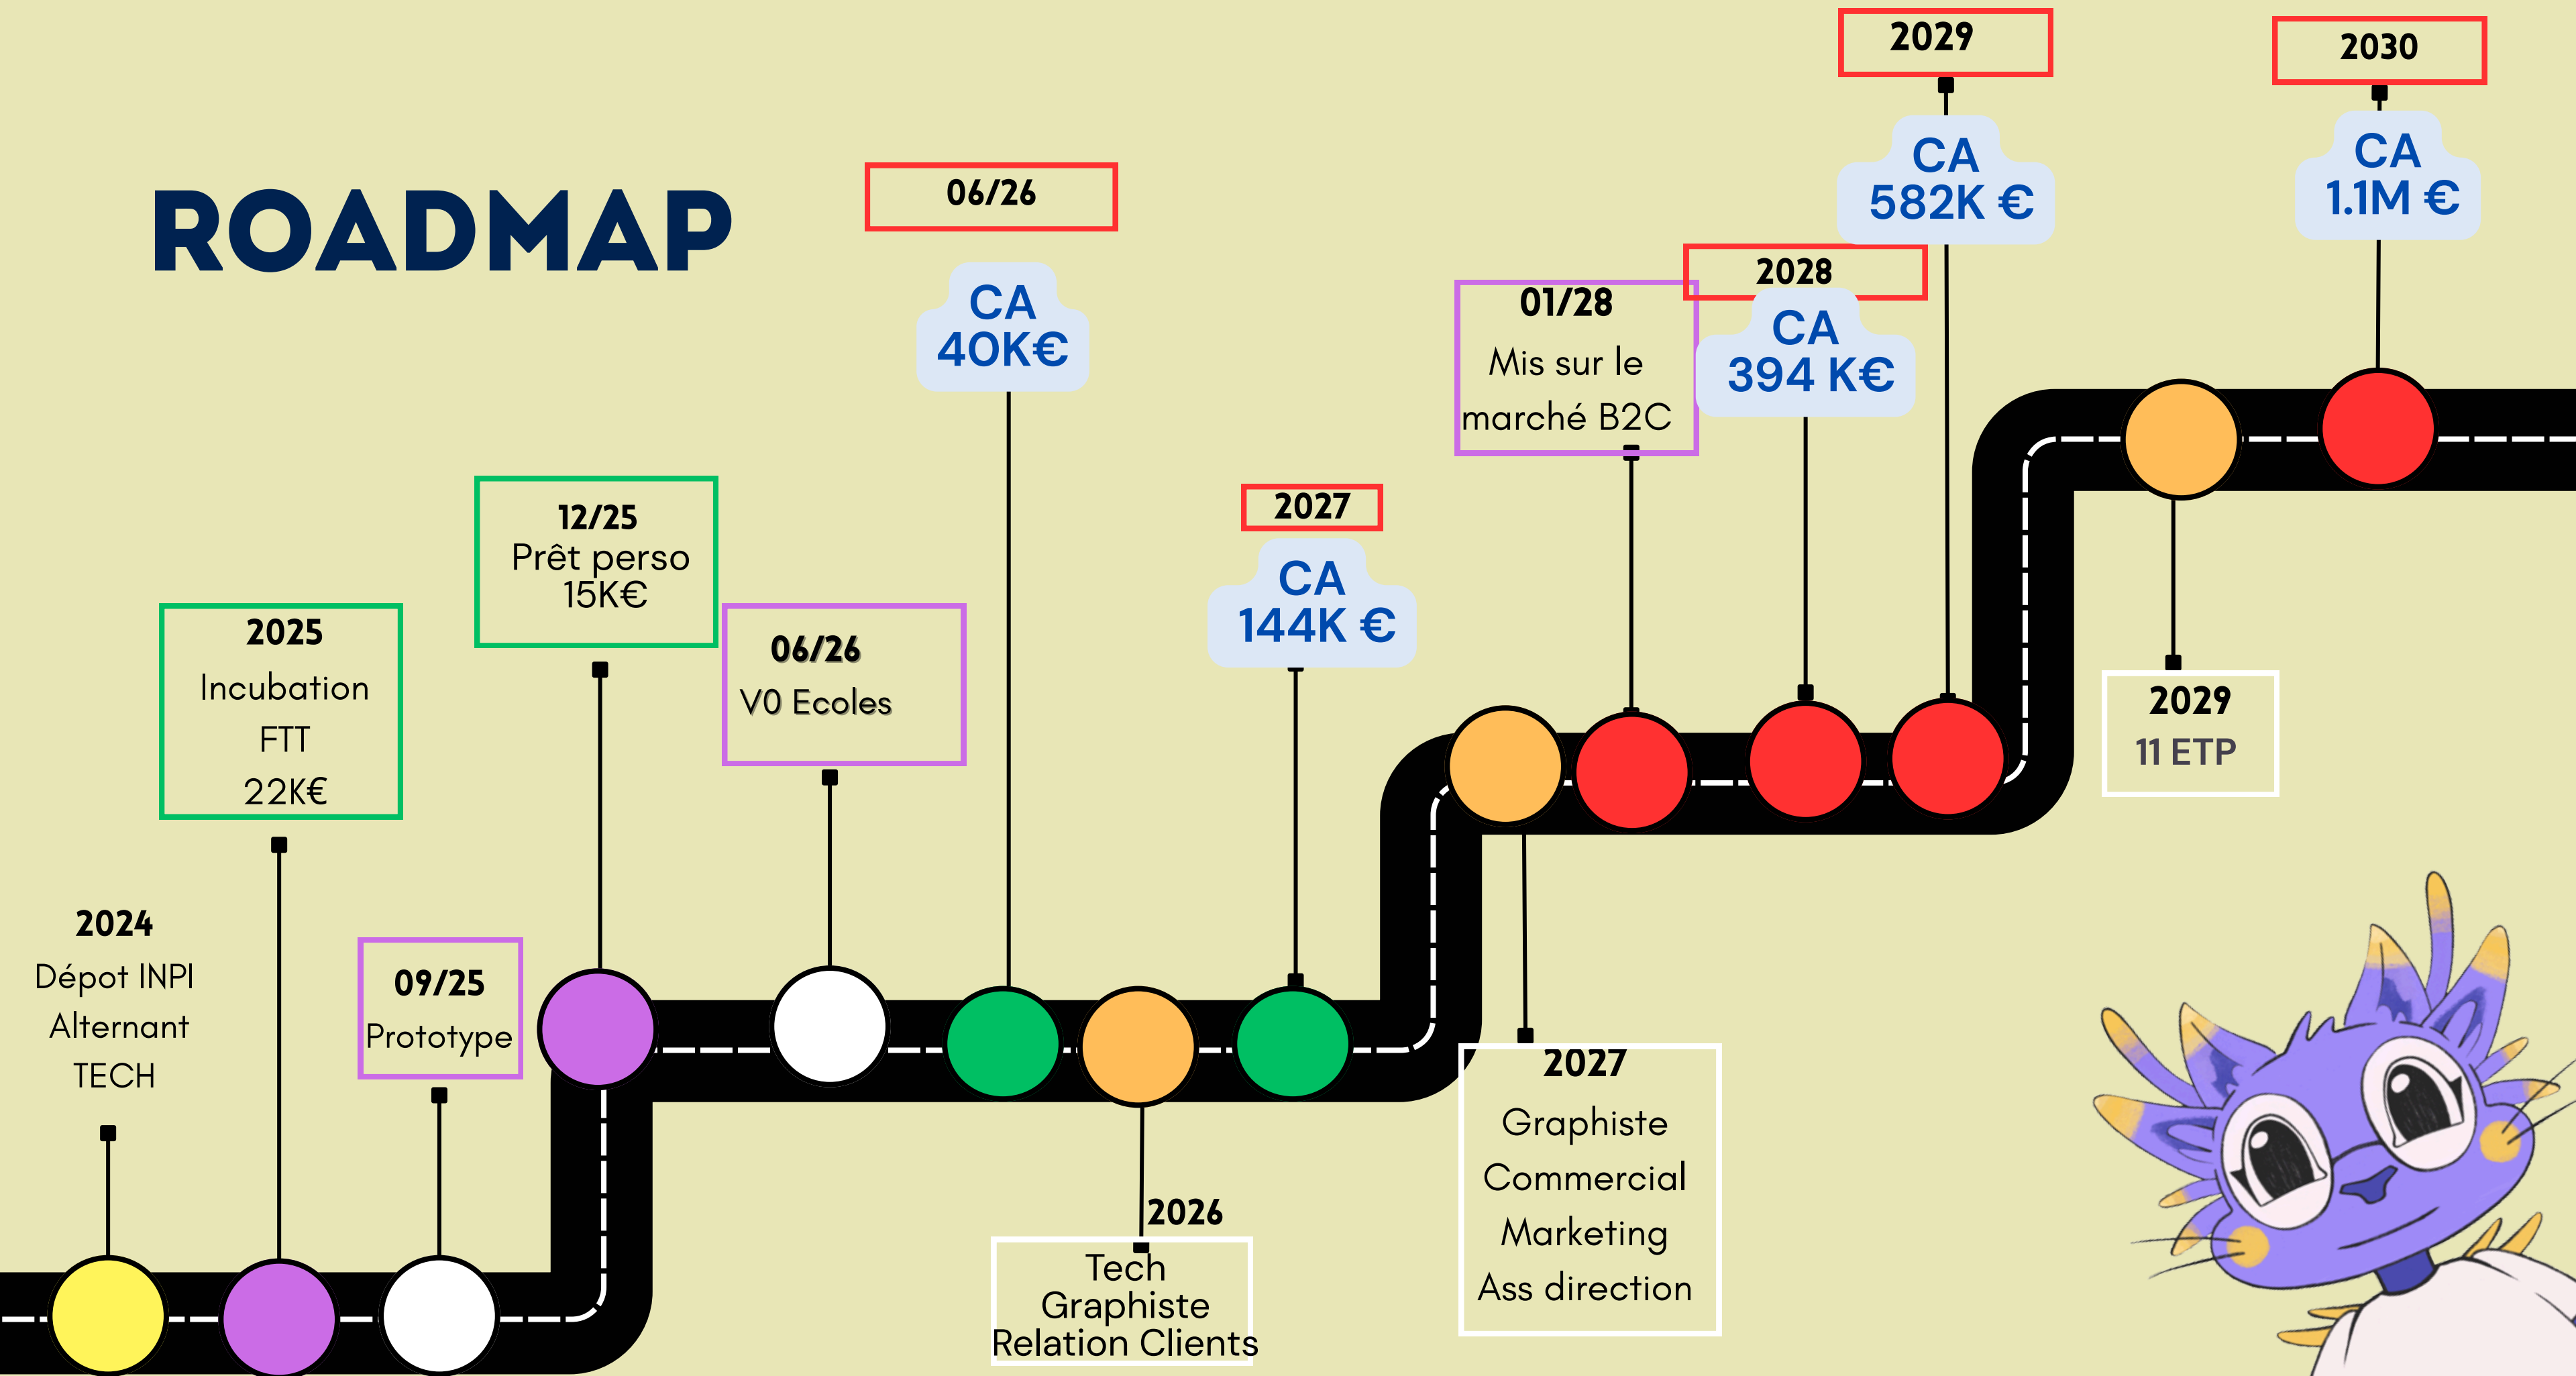 ROADMAP
2024
Dépot INPI
Alternant
TECH
2025
Incubation
FTT
22K€
09/25
Prototype
12/25
Prêt perso
15K€
06/26
V0 Ecoles
06/26
CA
40K€
2026
Tech
Graphiste
Relation Clients
2027
CA
144K €
2027
Graphiste
Commercial
Marketing
Ass direction
01/28
Mis sur le
marché B2C
2028
CA
394 K€
2029
CA
582K €
2029
11 ETP
2030
CA
1.1M €